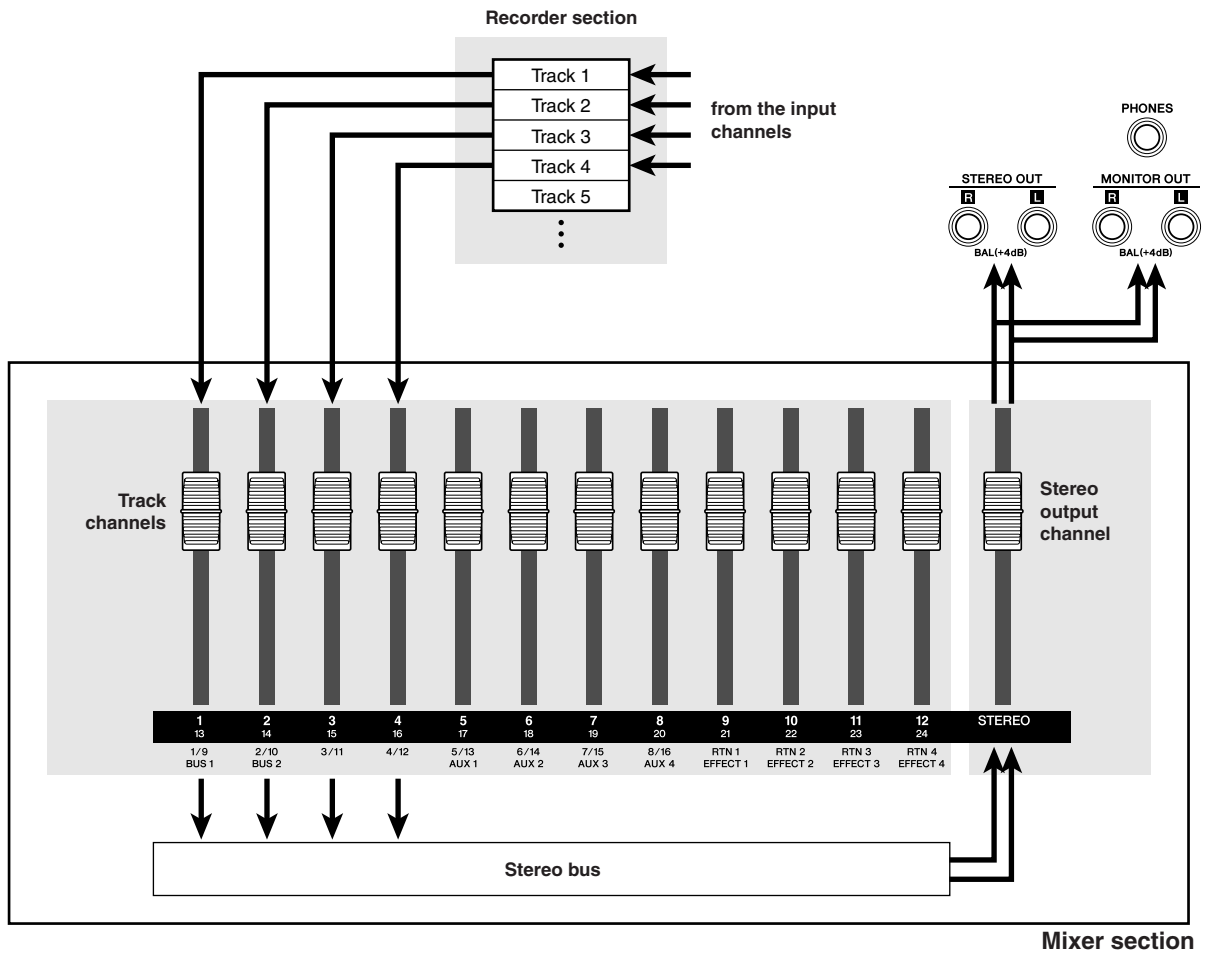 Recorder section
Track 1
Track 2
Track 3
Track 4
Track 5
from the input
channels
PHONES
STEREO OUT
MONITOR OUT
R
L
R
L
BAL(+4dB)
BAL(+4dB)
Track
channels
Stereo
output
channel
1
2
3
4
5
6
7
8
9
10
11
12
STEREO
13
14
15
16
17
18
19
20
21
22
23
24
1/9
BUS 1
2/10
BUS 2
3/11
4/12
5/13
AUX 1
6/14
AUX 2
7/15
AUX 3
8/16
AUX 4
RTN 1
EFFECT 1
RTN 2
EFFECT 2
RTN 3
EFFECT 3
RTN 4
EFFECT 4
Stereo bus
Mixer section